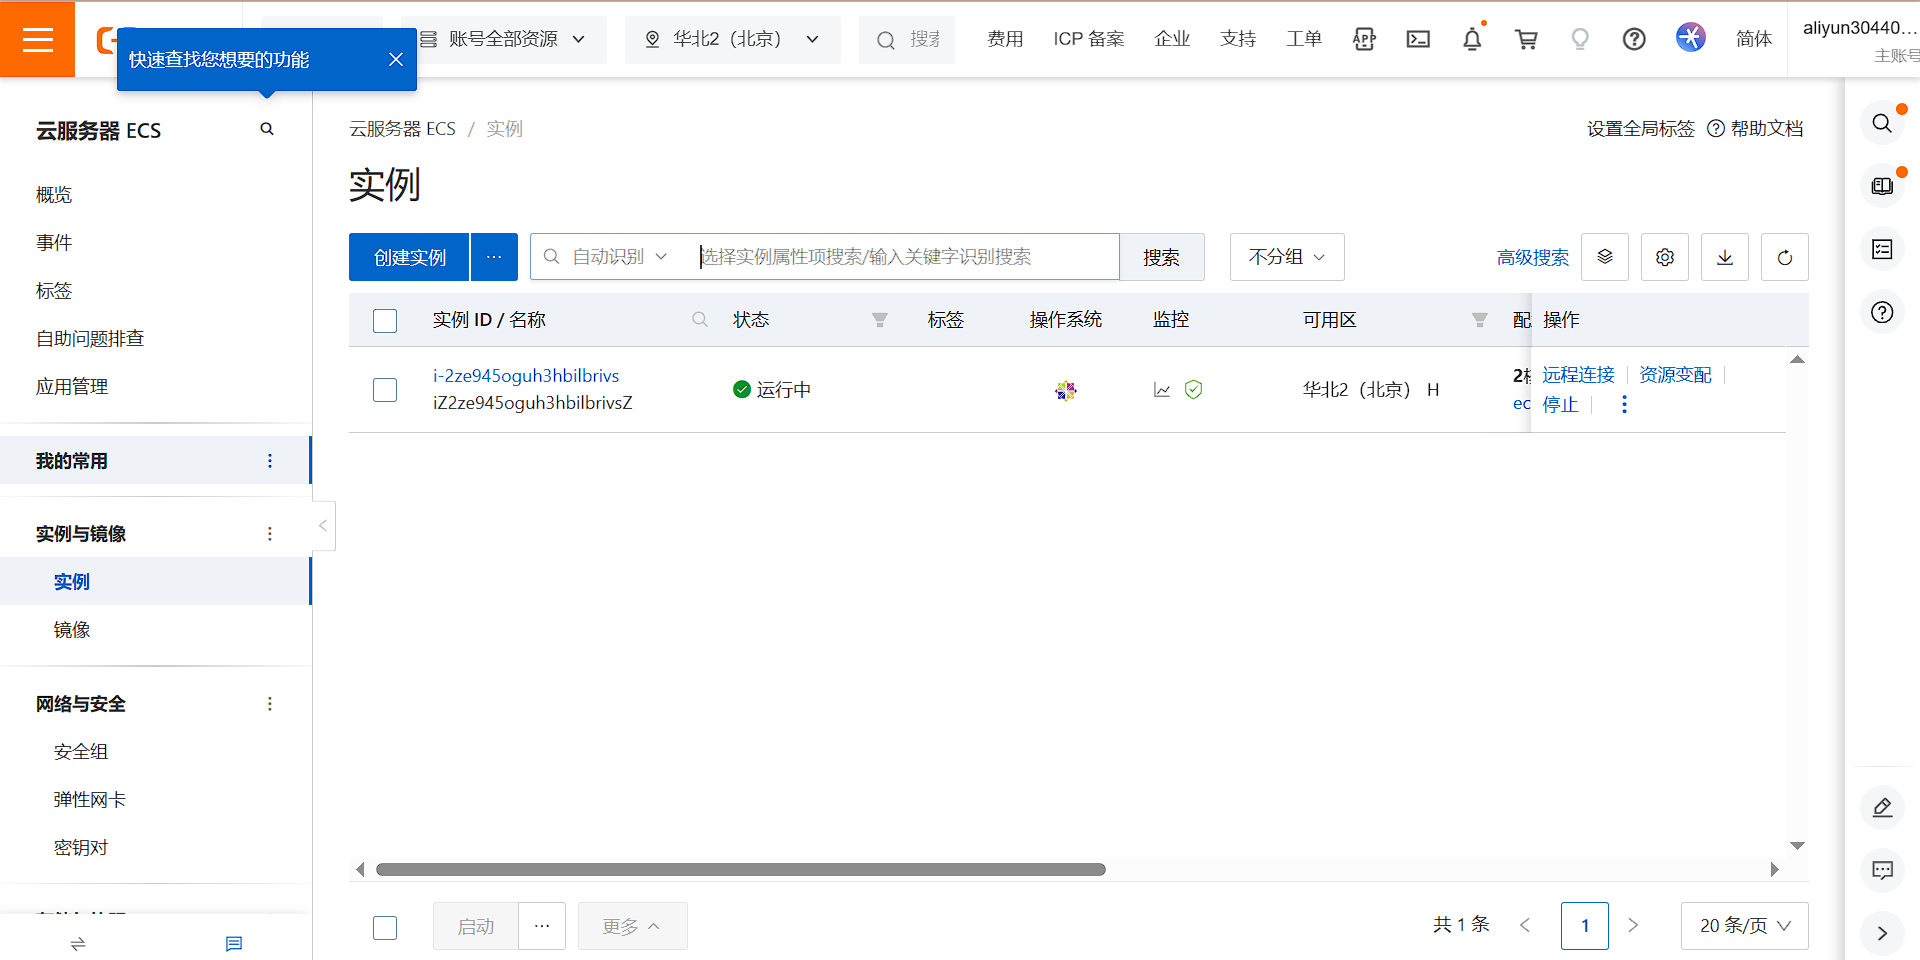 快速查找您想要的功能
账号全部资源
华北2（北京）
搜索
费用
ICP 备案
企业
支持
工单
简体
aliyun30440...
主账号
云服务器 ECS
概览
事件
标签
自助问题排查
应用管理
我的常用
实例与镜像
实例
镜像
网络与安全
安全组
弹性网卡
密钥对
云服务器 ECS / 实例
设置全局标签
帮助文档
实例
创建实例
...
自动识别
选择实例属性项搜索/输入关键字识别搜索
搜索
不分组
高级搜索
实例 ID / 名称
状态
标签
操作系统
监控
可用区
配
操作
i-2ze945oguh3hbilbrivs
iZ2ze945oguh3hbilbrivsZ
运行中
华北2（北京） H
2
ec
远程连接
资源变配
停止
启动
...
更多
共 1 条
1
20 条/页